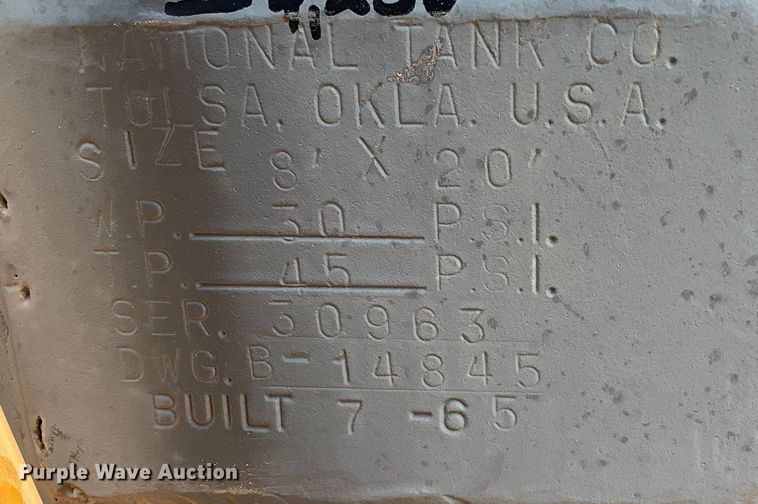 NATIONAL TANK CO.
TULSA, OKLA. U.S.A.
SIZE 8' X 20'
W.P. 30 P.S.I.
T.P. 45 P.S.I.
SER. 30963
DWG. B-14845
BUILT 7 -65
Purple Wave Auction